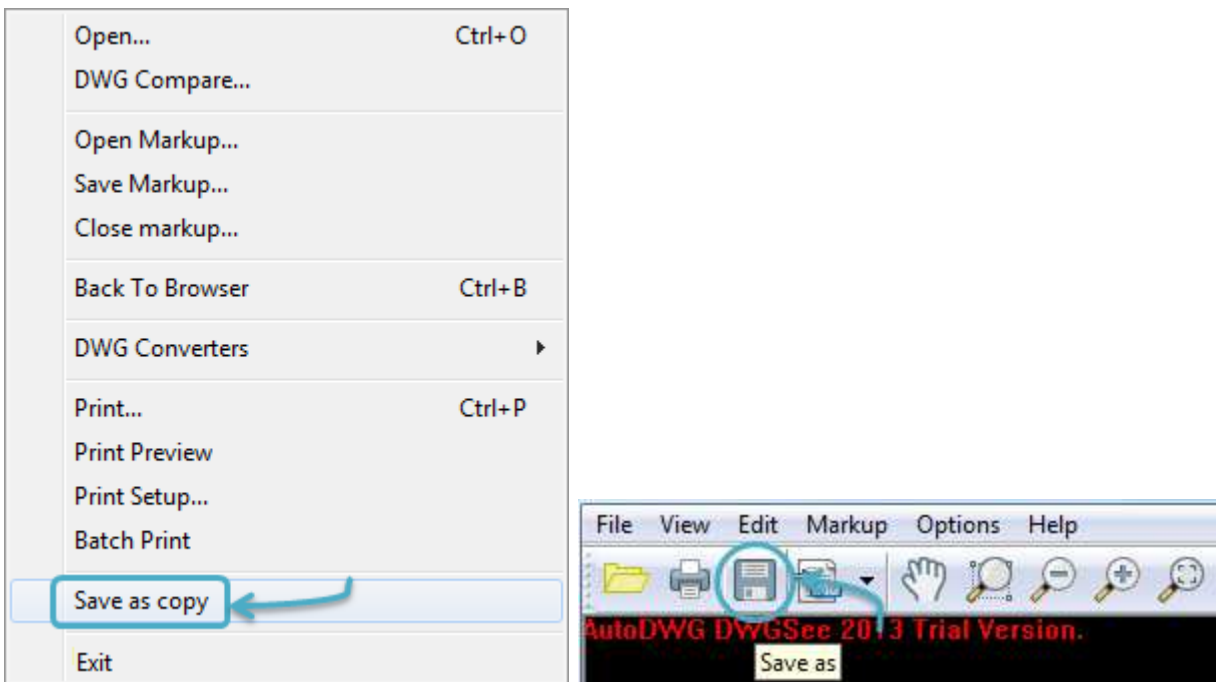 Open... Ctrl+O
DWG Compare...
Open Markup...
Save Markup...
Close markup...
Back To Browser Ctrl+B
DWG Converters
Print... Ctrl+P
Print Preview
Print Setup...
Batch Print
Save as copy
Exit
File View Edit Markup Options Help
AutoDWG DWGSee 2013 Trial Version.
Save as